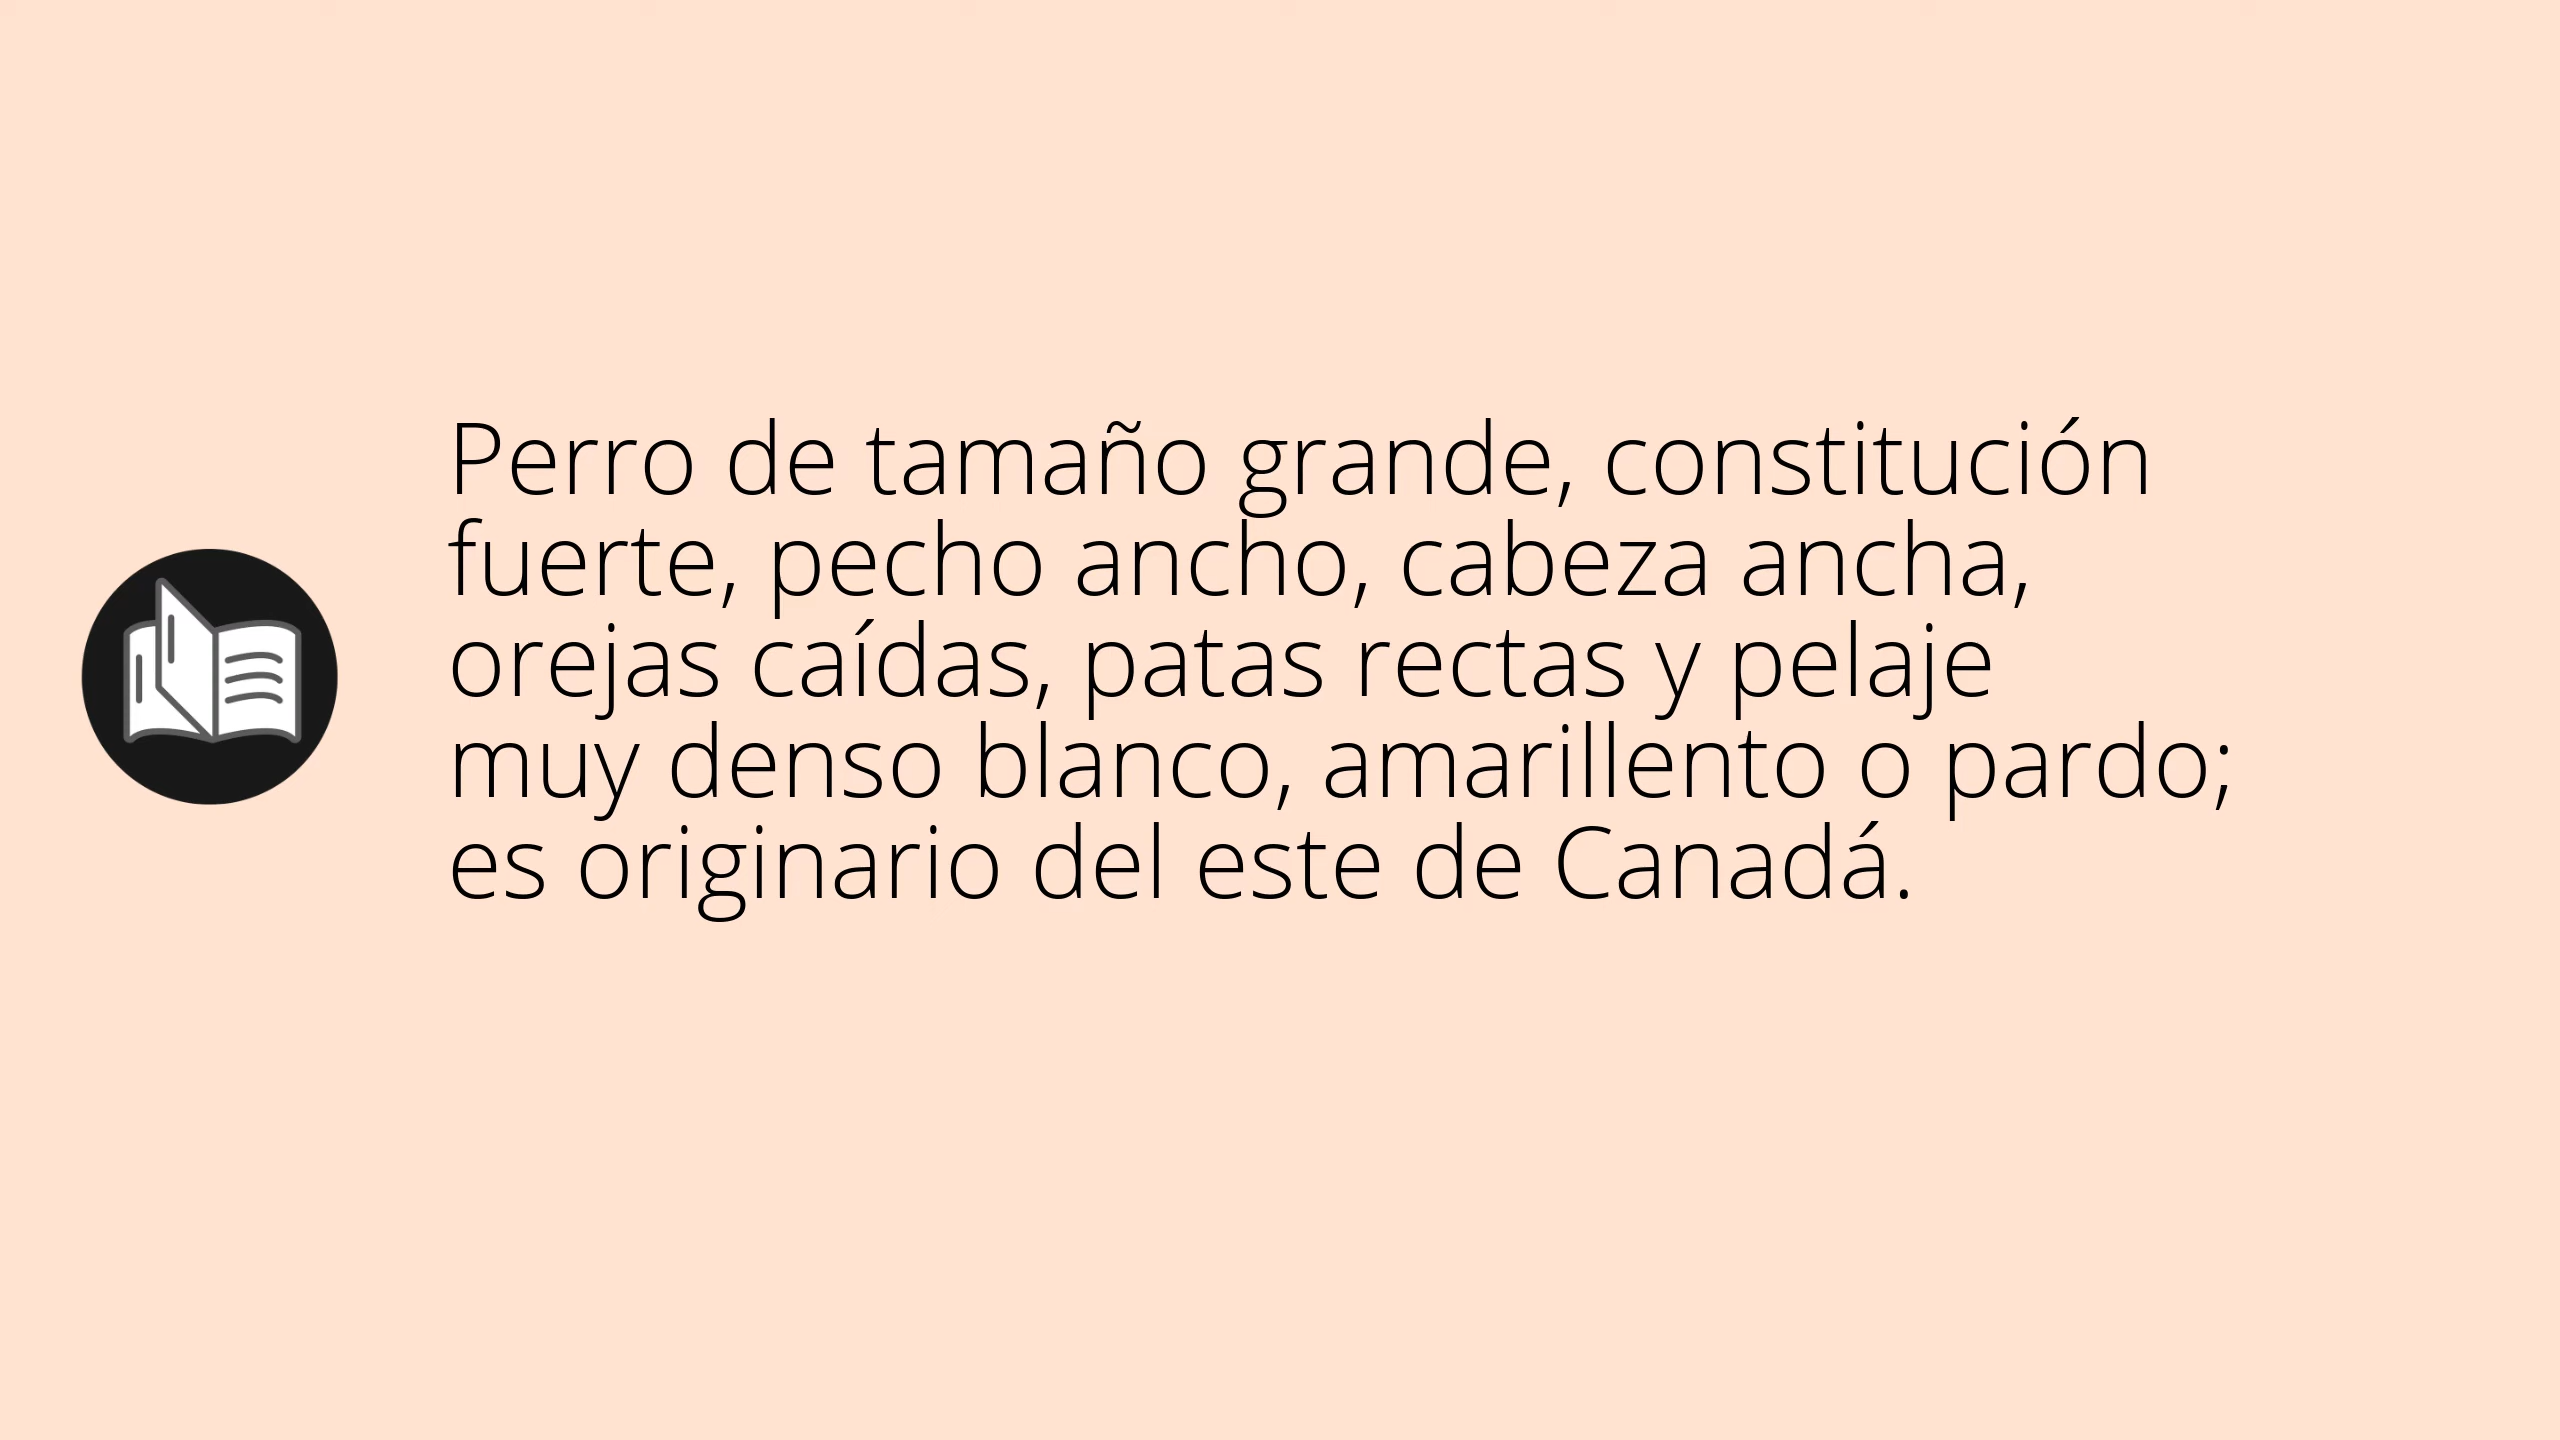 Perro de tamaño grande, constitución
fuerte, pecho ancho, cabeza ancha,
orejas caídas, patas rectas y pelaje
muy denso blanco, amarillento o pardo;
es originario del este de Canadá.